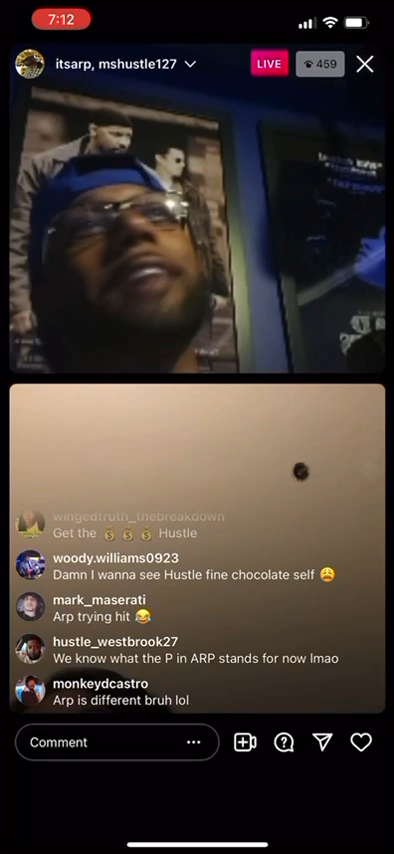 7:12
itsarp, mshustle127
LIVE
459
wingedtruth_thebreakdown
Get the 💰 💰 💰 Hustle
woody.williams0923
Damn I wanna see Hustle fine chocolate self 😩
mark_maserati
Arp trying hit 😂
hustle_westbrook27
We know what the P in ARP stands for now lmao
monkeydcastro
Arp is different bruh lol
Comment